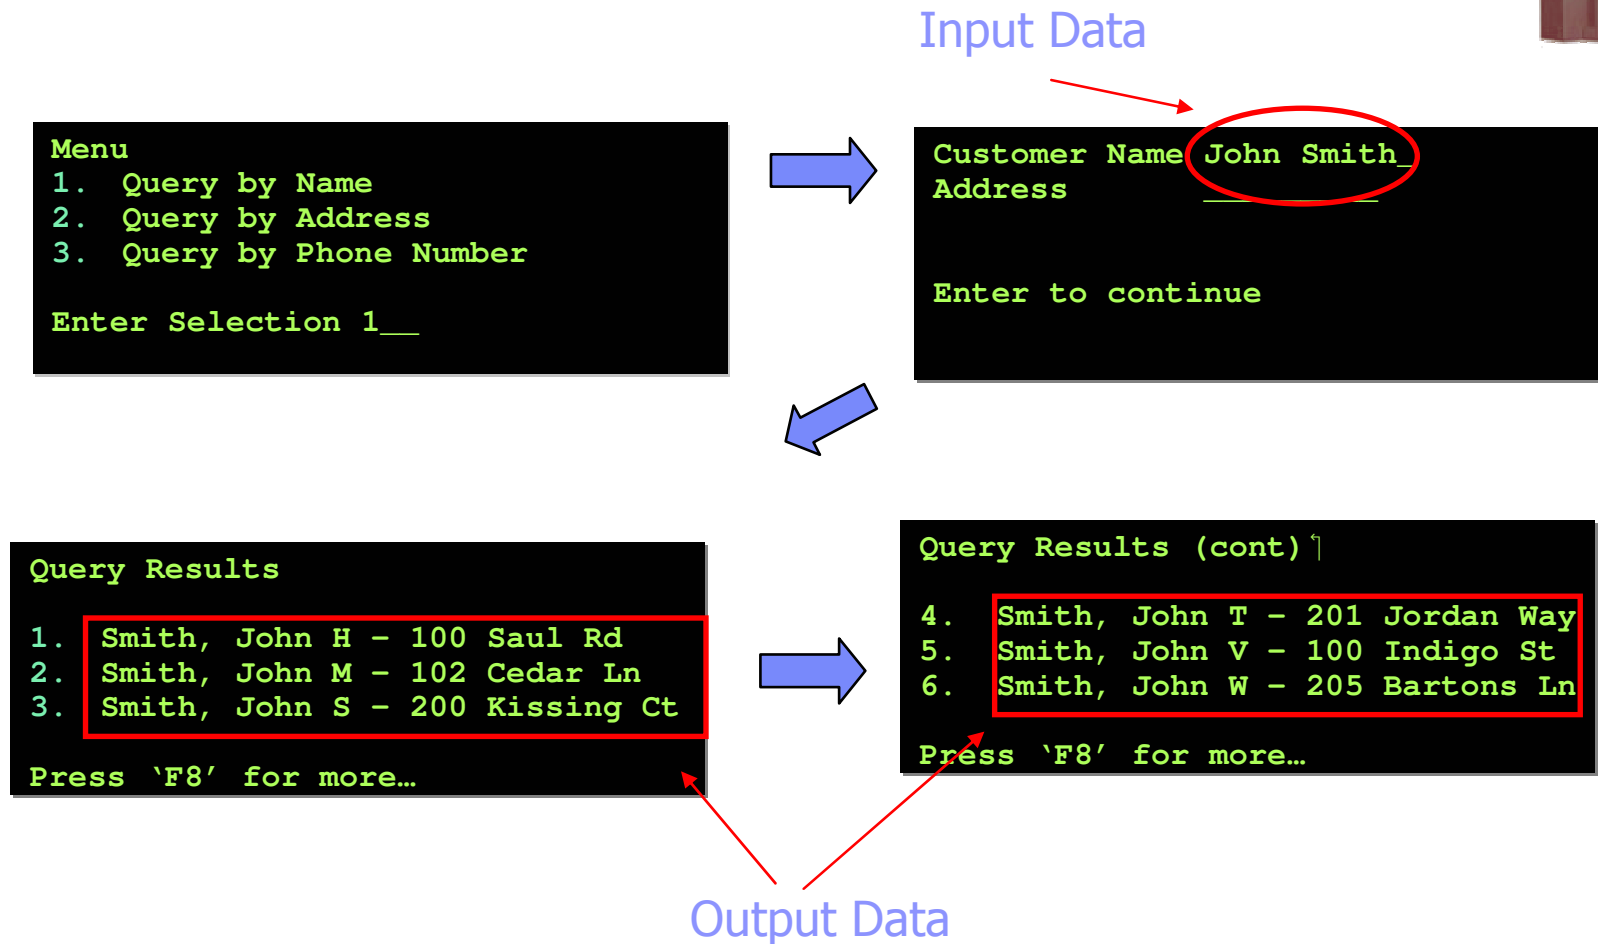 Input Data
Menu
1. Query by Name
2. Query by Address
3. Query by Phone Number
Enter Selection 1__
Customer Name John Smith_
Address _________
Enter to continue
Query Results
1. Smith, John H – 100 Saul Rd
2. Smith, John M – 102 Cedar Ln
3. Smith, John S – 200 Kissing Ct
Press ‘F8’ for more…
Query Results (cont)
4. Smith, John T – 201 Jordan Way
5. Smith, John V – 100 Indigo St
6. Smith, John W – 205 Bartons Ln
Press ‘F8’ for more…
Output Data